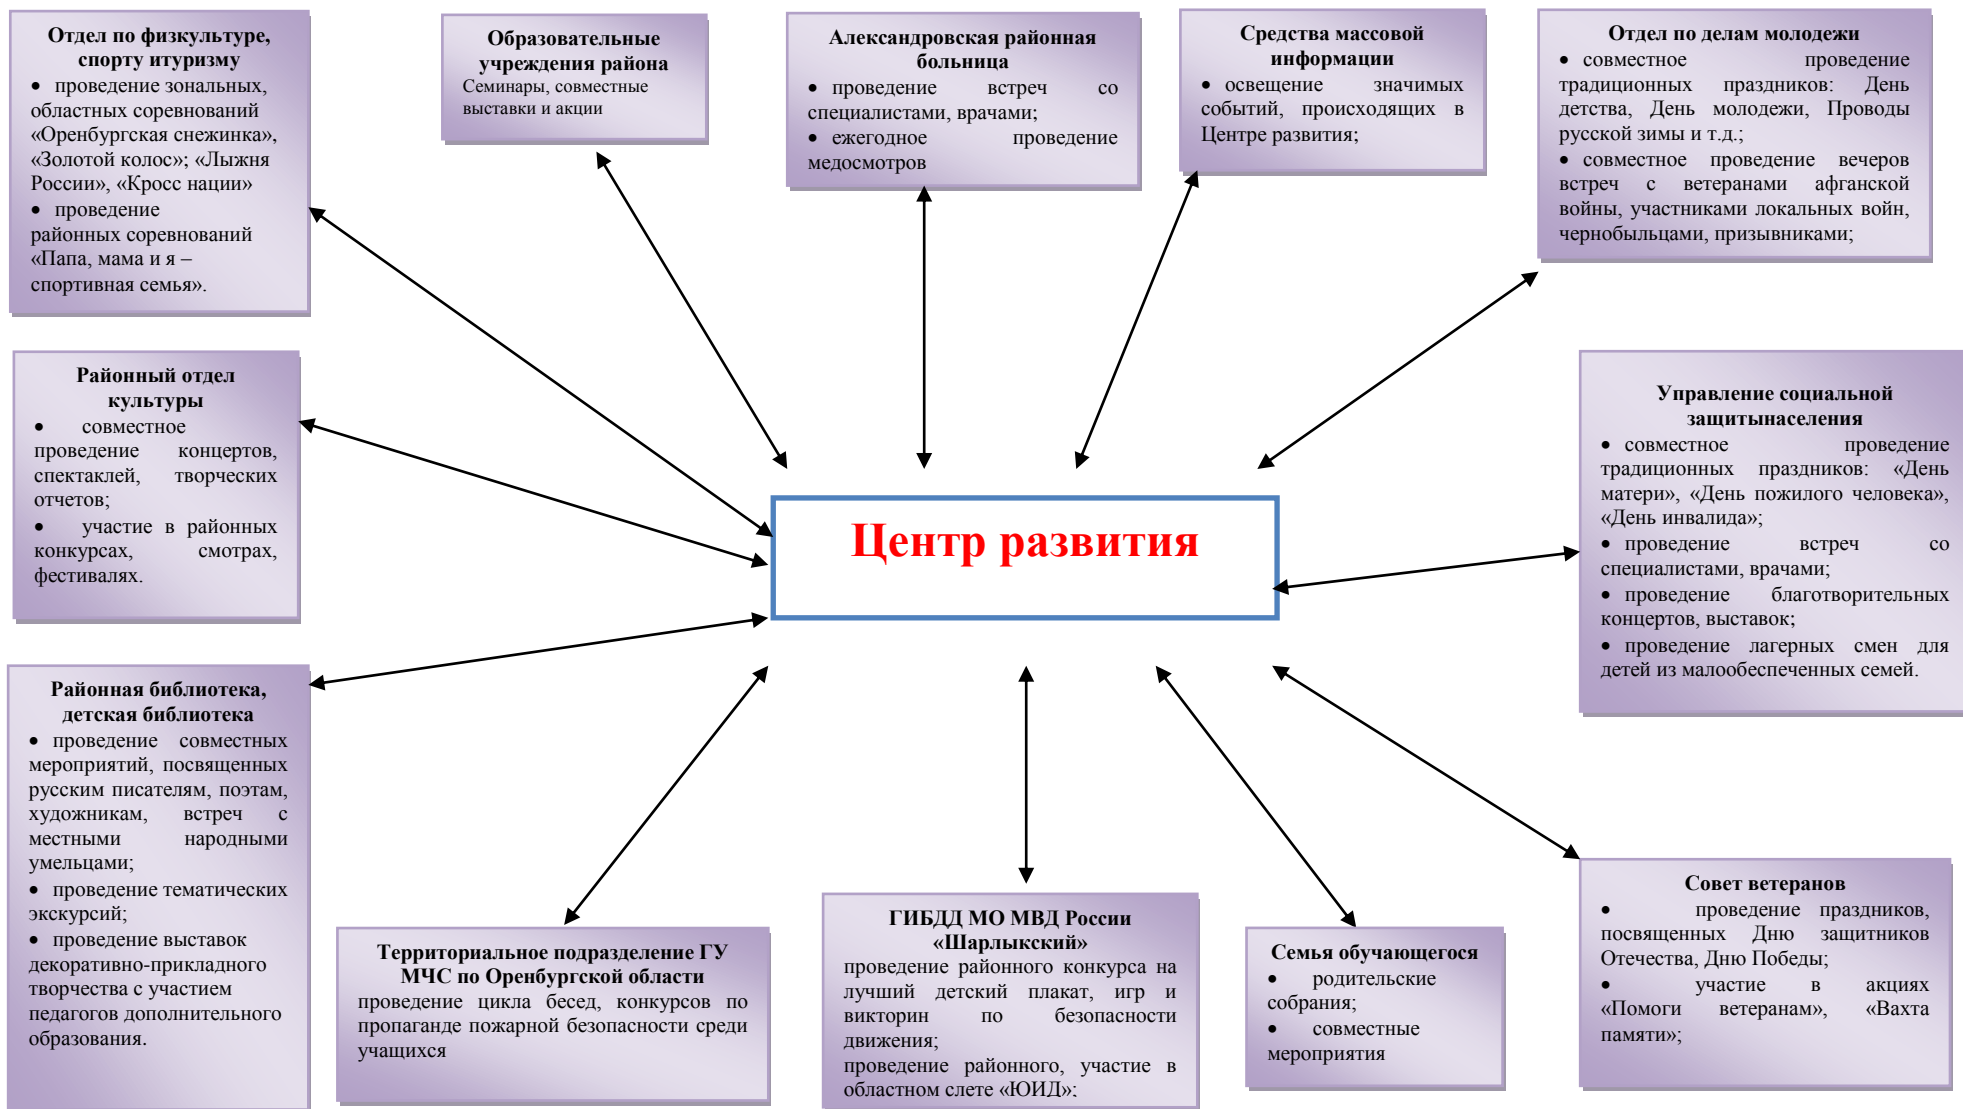 Отдел по физкультуре,
спорту итуризму
• проведение зональных,
областных соревнований
«Оренбургская снежинка»,
«Золотой колос»; «Лыжня
России», «Кросс нации»
• проведение
районных соревнований
«Папа, мама и я –
спортивная семья».
Образовательные
учреждения района
Семинары, совместные
выставки и акции
Александровская районная
больница
• проведение встреч со
специалистами, врачами;
• ежегодное проведение
медосмотров
Средства массовой
информации
• освещение значимых
событий, происходящих в
Центре развития;
Отдел по делам молодежи
• совместное проведение
традиционных праздников: День
детства, День молодежи, Проводы
русской зимы и т.д.;
• совместное проведение вечеров
встреч с ветеранами афганской
войны, участниками локальных войн,
чернобыльцами, призывниками;
Районный отдел
культуры
• совместное
проведение концертов,
спектаклей, творческих
отчетов;
• участие в районных
конкурсах, смотрах,
фестивалях.
Центр развития
Управление социальной
защитынаселения
• совместное проведение
традиционных праздников: «День
матери», «День пожилого человека»,
«День инвалида»;
• проведение встреч со
специалистами, врачами;
• проведение благотворительных
концертов, выставок;
• проведение лагерных смен для
детей из малообеспеченных семей.
Районная библиотека,
детская библиотека
• проведение совместных
мероприятий, посвященных
русским писателям, поэтам,
художникам, встреч с
местными народными
умельцами;
• проведение тематических
экскурсий;
• проведение выставок
декоративно-прикладного
творчества с участием
педагогов дополнительного
образования.
Территориальное подразделение ГУ
МЧС по Оренбургской области
проведение цикла бесед, конкурсов по
пропаганде пожарной безопасности среди
учащихся
ГИБДД МО МВД России
«Шарлыкский»
проведение районного конкурса на
лучший детский плакат, игр и
викторин по безопасности
движения;
проведение районного, участие в
областном слете «ЮИД»;
Семья обучающегося
• родительские
собрания;
• совместные
мероприятия
Совет ветеранов
• проведение праздников,
посвященных Дню защитников
Отечества, Дню Победы;
• участие в акциях
«Помоги ветеранам», «Вахта
памяти»;